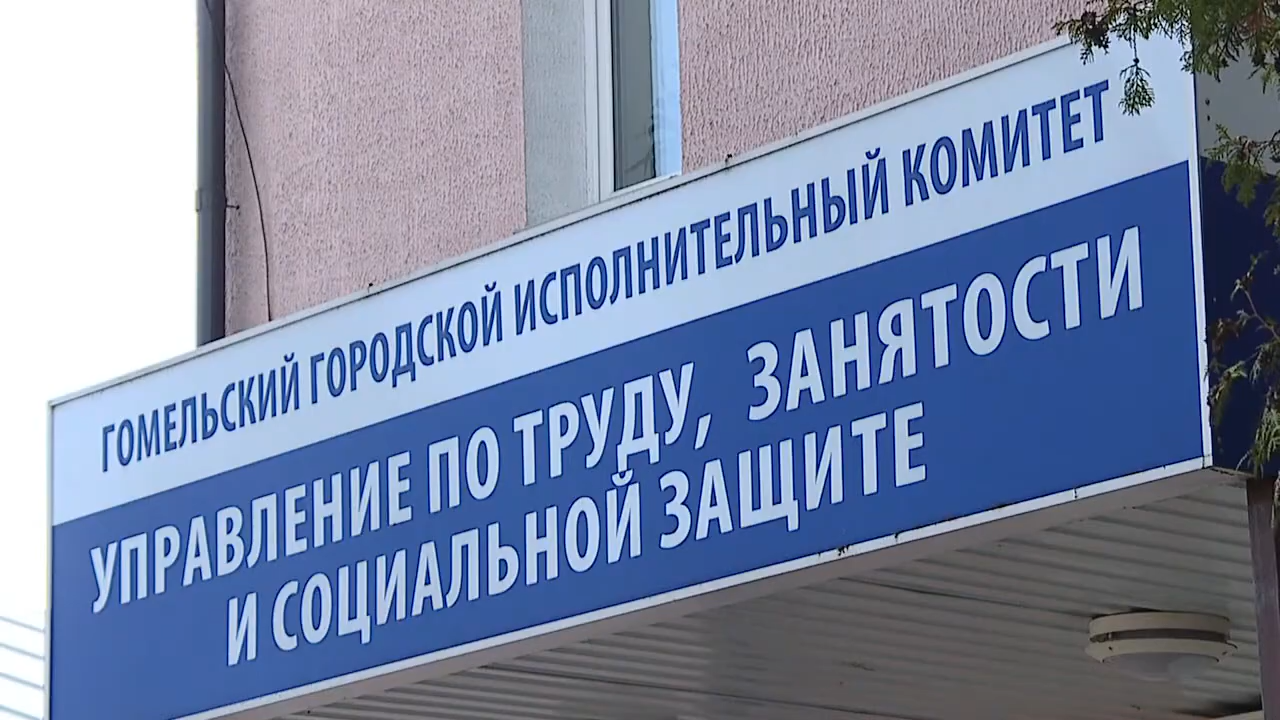 ГОМЕЛЬСКИЙ ГОРОДСКОЙ ИСПОЛНИТЕЛЬНЫЙ КОМИТЕТ
УПРАВЛЕНИЕ ПО ТРУДУ, ЗАНЯТОСТИ
И СОЦИАЛЬНОЙ ЗАЩИТЕ